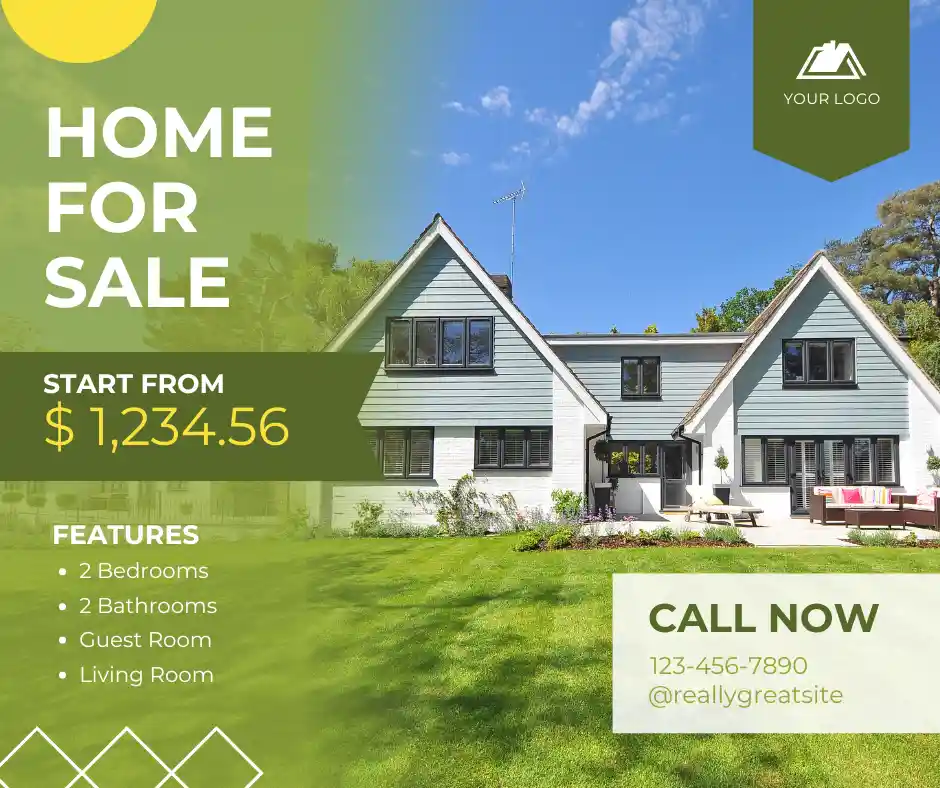 YOUR LOGO
HOME
FOR
SALE
START FROM
$ 1,234.56
FEATURES
• 2 Bedrooms
• 2 Bathrooms
• Guest Room
• Living Room
CALL NOW
123-456-7890
@reallygreatsite